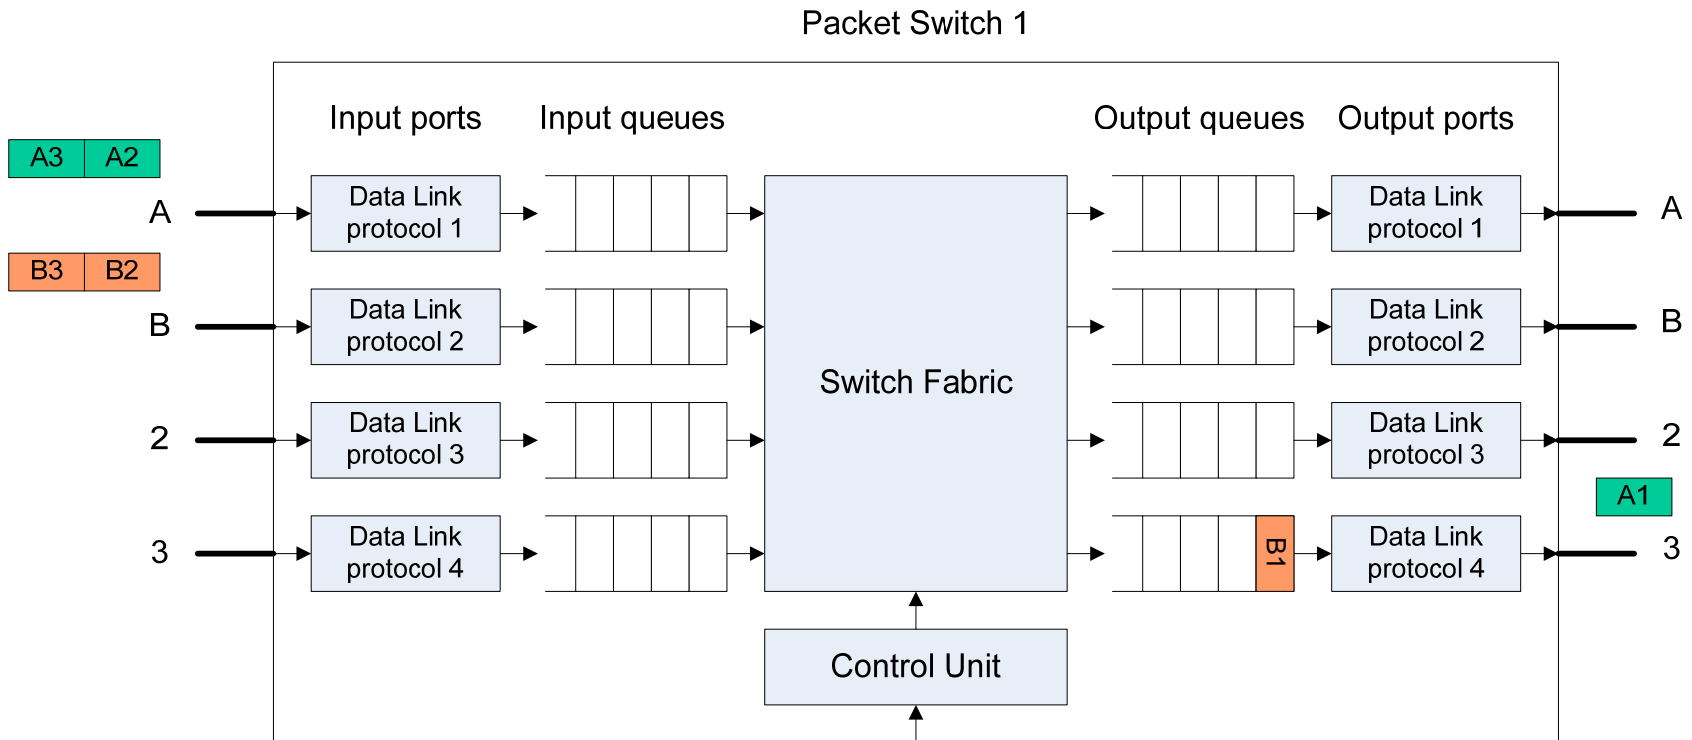 Packet Switch 1
Input ports
Input queues
Output queues
Output ports
A3
A2
A
Data Link
protocol 1
Data Link
protocol 1
A
B3
B2
B
Data Link
protocol 2
Switch Fabric
Data Link
protocol 2
B
2
Data Link
protocol 3
Data Link
protocol 3
2
A1
3
Data Link
protocol 4
B1
Data Link
protocol 4
3
Control Unit